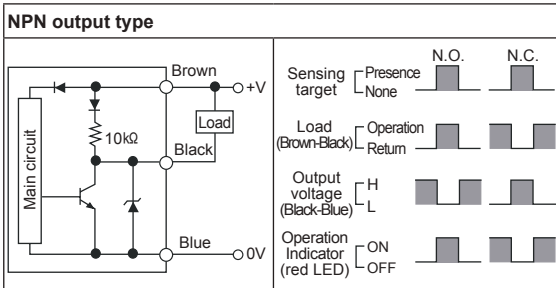 NPN output type
Brown
+V
Load
10kΩ
Black
Main circuit
Blue
0V
N.O. N.C.
Sensing target
Presence
None
Load
(Brown-Black)
Operation
Return
Output voltage
(Black-Blue)
H
L
Operation Indicator
(red LED)
ON
OFF